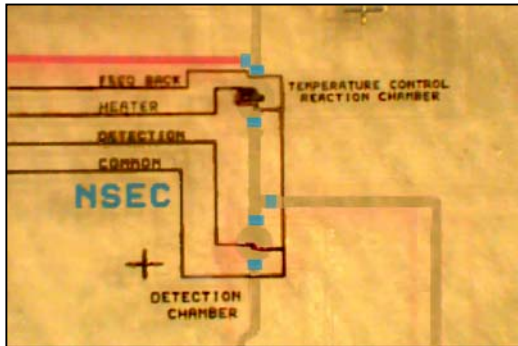 FEED BACK
TEMPERATURE CONTROL
REACTION CHAMBER
HEATER
DETECTION
COMMON
NSEC
DETECTION
CHAMBER